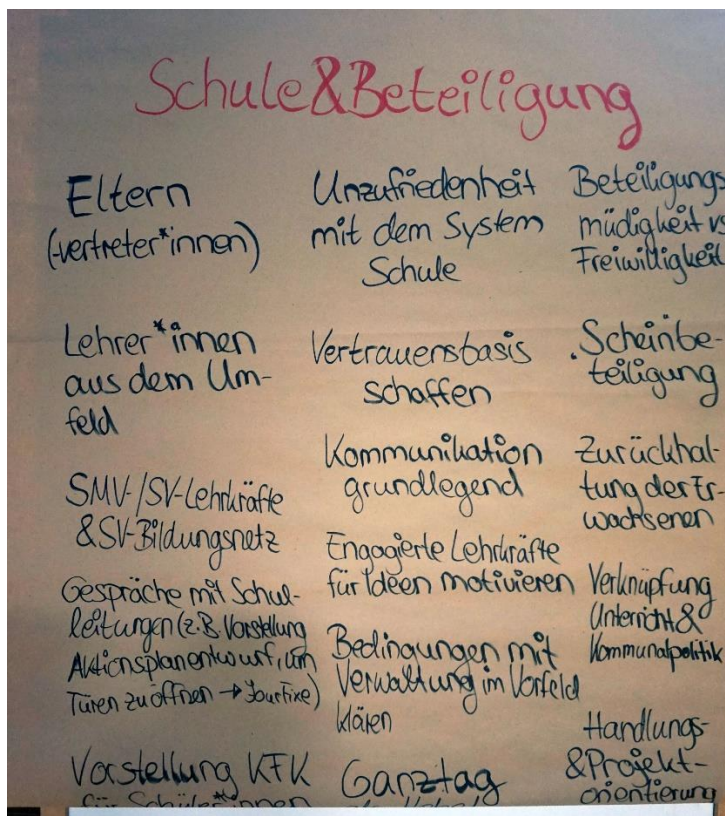 Schule&Beteiligung
Eltern
(-vertreter*innen)
Lehrer*innen
aus dem Um-
feld
SMV-/SV-Lehrkräfte
&SV-Bildungsnetz
Gespräche mit Schul-
leitungen (z.B. Vorstellung
Aktionsplanentwurf, um
Türen zu öffnen → Jour Fixe)
Vorstellung KFK
für Schüler*innen
Unzufriedenheit
mit dem System
Schule
Vertrauensbasis
schaffen
Kommunikation
grundlegend
Engagierte Lehrkräfte
für Ideen motivieren
Bedingungen mit
Verwaltung im Vorfeld
klären
Ganztag
Beteiligungs
müdigkeit vs
Freiwilligkeit
Scheinbe-
teiligung
Zurückhal-
tung der Er-
wachsenen
Verknüpfung
Unterricht &
Kommunalpolitik
Handlungs-
&Projekt-
orientierung